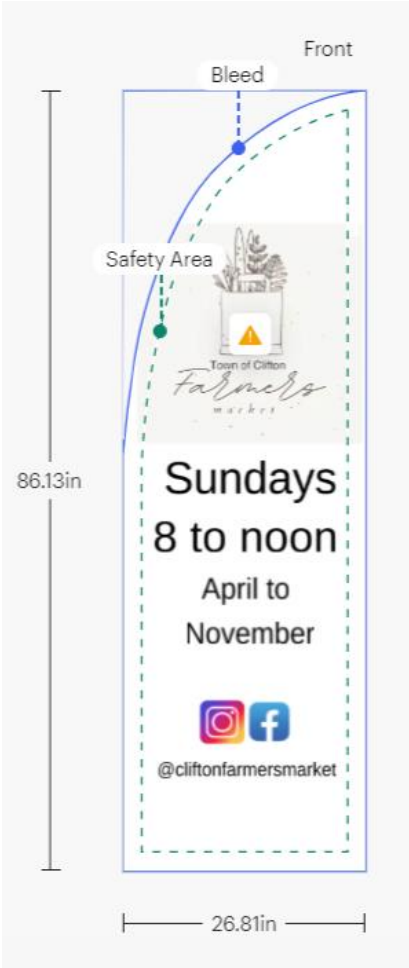 Front
Bleed
Safety Area
Town of Clifton
Farmers
market
86.13in
Sundays
8 to noon
April to
November
@cliftonfarmersmarket
26.81in